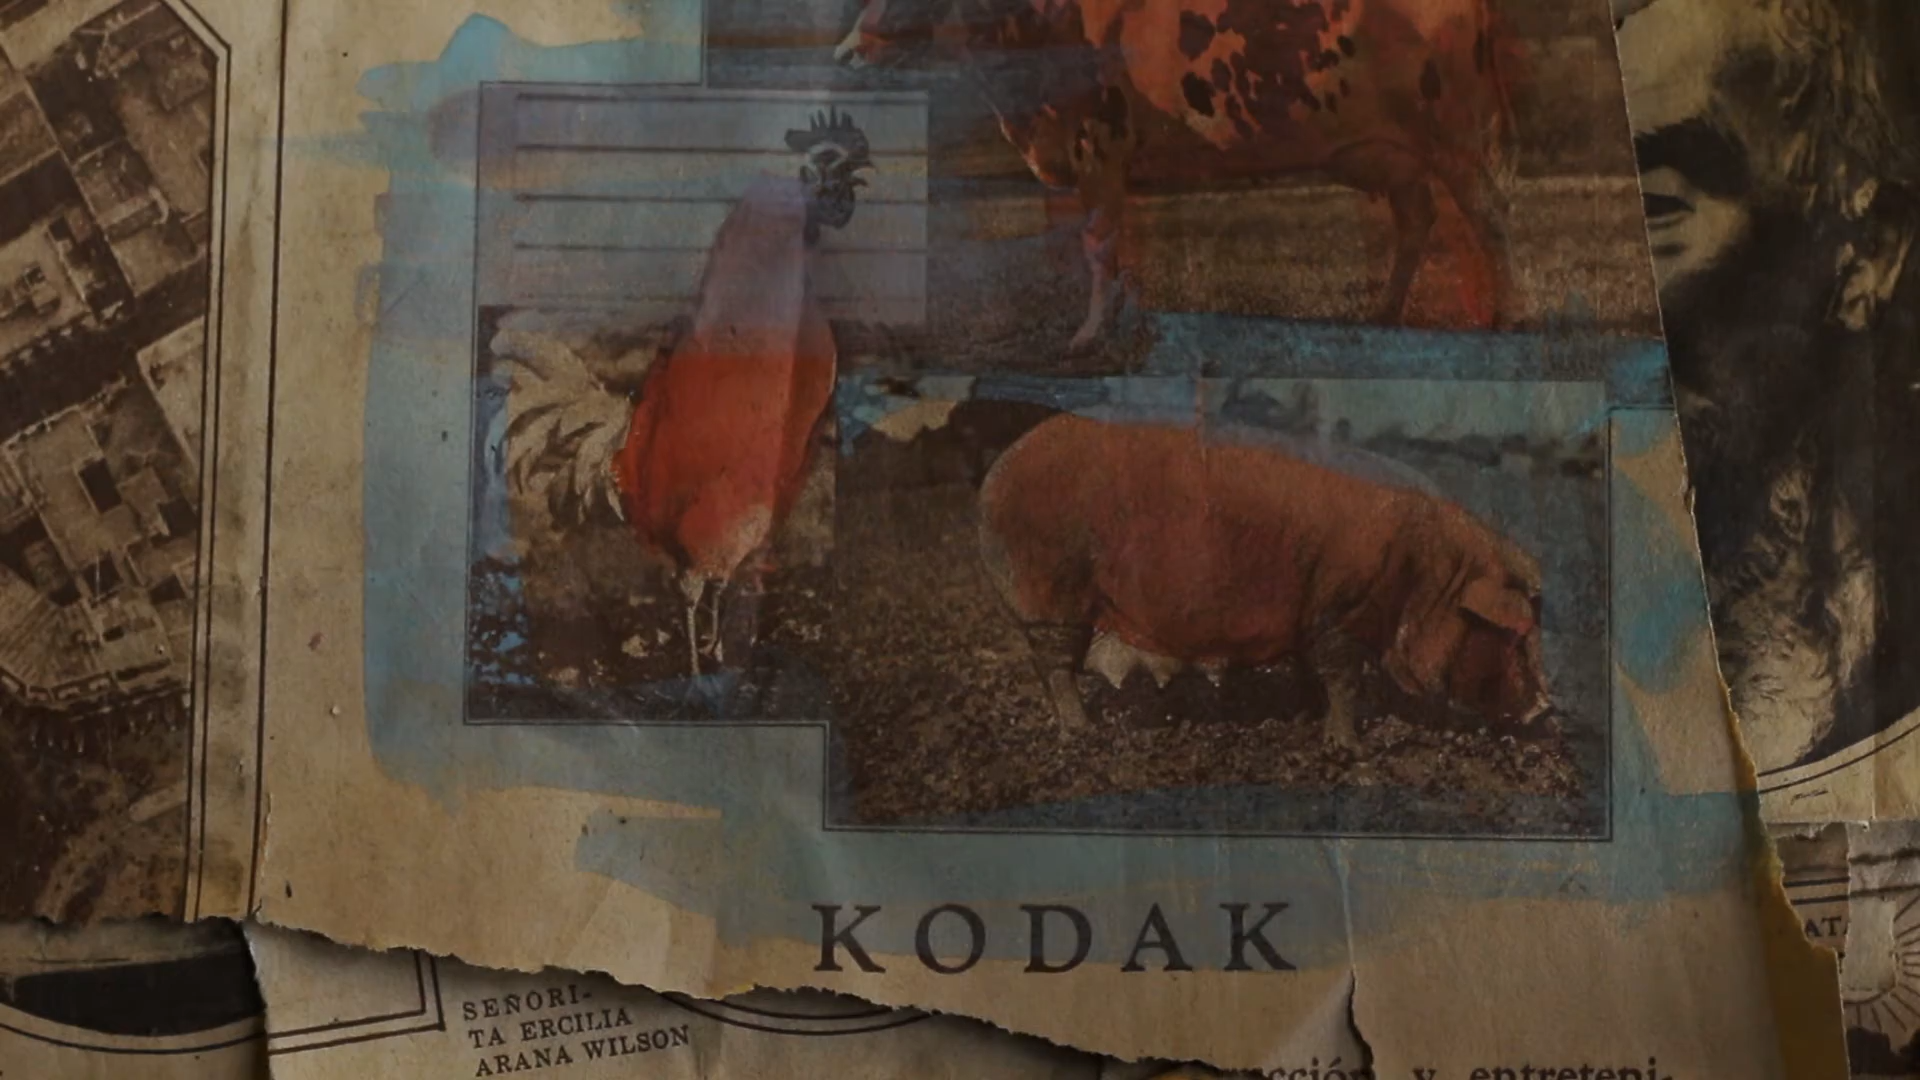 KODAK
SEÑORI-
TA ERCILIA
ARANA WILSON
y entreteni-